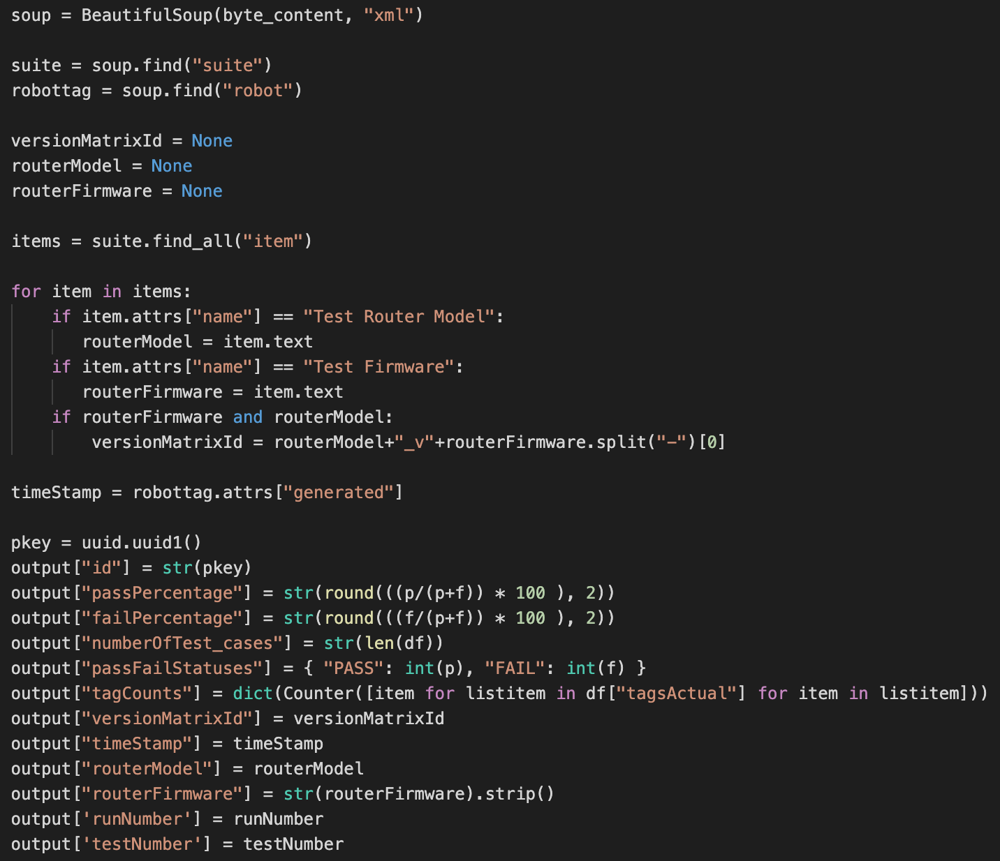 soup = BeautifulSoup(byte_content, "xml")
suite = soup.find("suite")
robottag = soup.find("robot")
versionMatrixId = None
routerModel = None
routerFirmware = None
items = suite.find_all("item")
for item in items:
    if item.attrs["name"] == "Test Router Model":
       routerModel = item.text
    if item.attrs["name"] == "Test Firmware":
       routerFirmware = item.text
    if routerFirmware and routerModel:
        versionMatrixId = routerModel+"_v"+routerFirmware.split("-")[0]
timeStamp = robottag.attrs["generated"]
pkey = uuid.uuid1()
output["id"] = str(pkey)
output["passPercentage"] = str(round(((p/(p+f)) * 100 ), 2))
output["failPercentage"] = str(round(((f/(p+f)) * 100 ), 2))
output["numberOfTest_cases"] = str(len(df))
output["passFailStatuses"] = { "PASS": int(p), "FAIL": int(f) }
output["tagCounts"] = dict(Counter([item for listitem in df["tagsActual"] for item in listitem]))
output["versionMatrixId"] = versionMatrixId
output["timeStamp"] = timeStamp
output["routerModel"] = routerModel
output["routerFirmware"] = str(routerFirmware).strip()
output['runNumber'] = runNumber
output['testNumber'] = testNumber